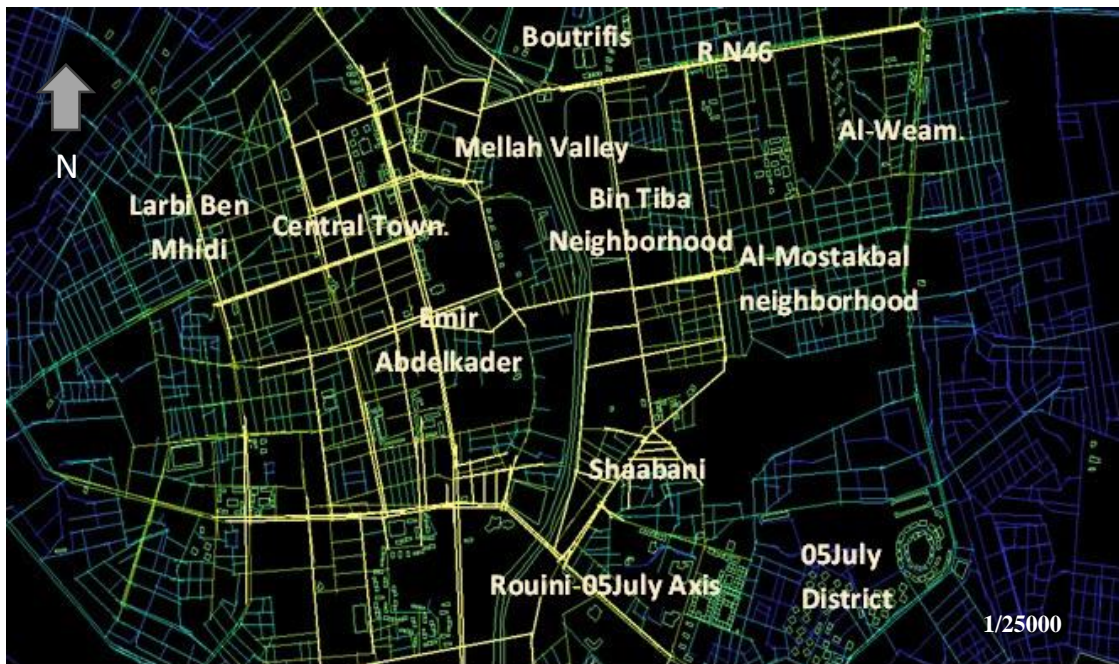 Boutrifis
R.N46
Al-Weam.
N
Mellah Valley
Larbi Ben
Mhidi
Central Town.
Bin Tiba
Neighborhood
Al-Mostakbal
neighborhood
Emir
Abdelkader
Shaabani
Rouini-05July Axis
05July
District
1/25000